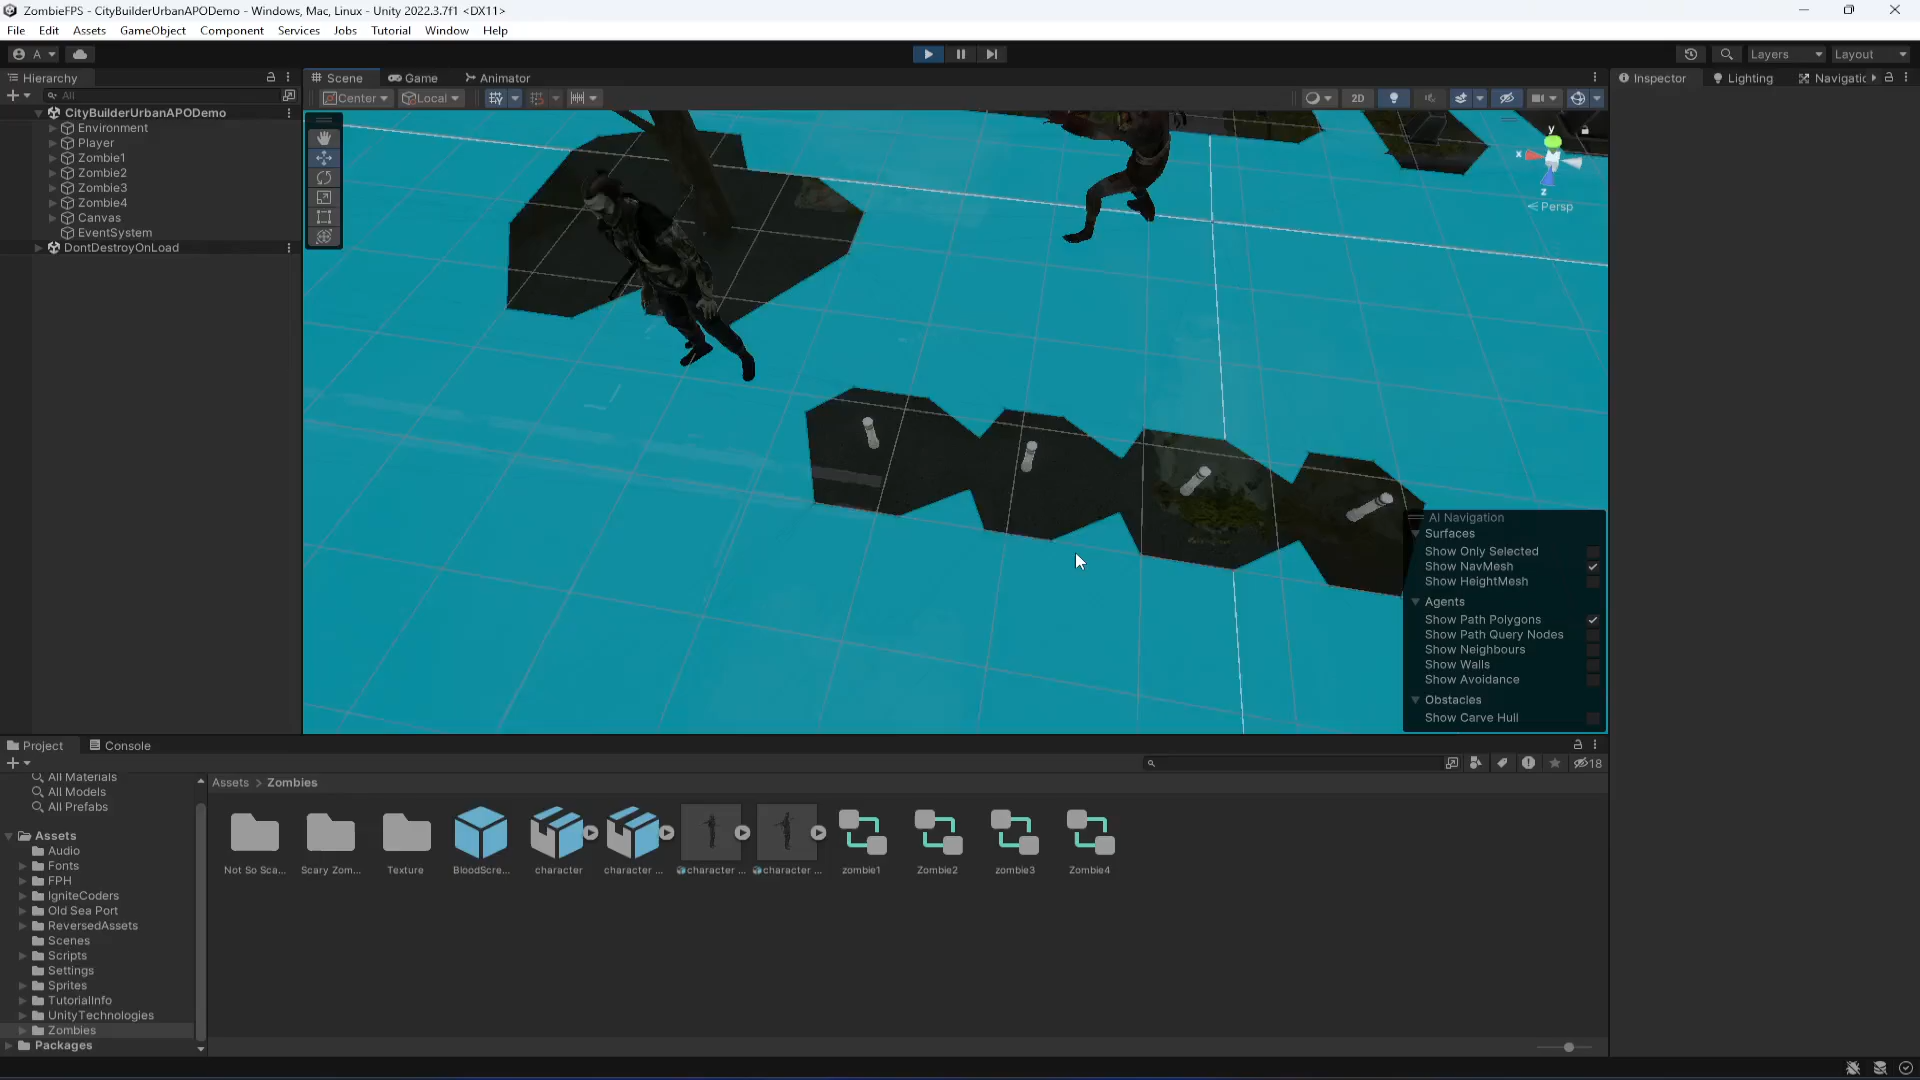 ZombieFPS - CityBuilderUrbanAPODemo - Windows, Mac, Linux - Unity 2022.3.7f1 <DX11>
File Edit Assets GameObject Component Services Jobs Tutorial Window Help
A Layers Layout
Hierarchy
All
CityBuilderUrbanAPODemo
Environment
Player
Zombie1
Zombie2
Zombie3
Zombie4
Canvas
EventSystem
DontDestroyOnLoad
Scene Game Animator
Center Local 2D
y
x
z
Persp
AI Navigation
Surfaces
Show Only Selected
Show NavMesh
Show HeightMesh
Agents
Show Path Polygons
Show Path Query Nodes
Show Neighbours
Show Walls
Show Avoidance
Obstacles
Show Carve Hull
Inspector Lighting Navigatic
Project Console
18
All Materials
All Models
All Prefabs
Assets
Audio
Fonts
FPH
IgniteCoders
Old Sea Port
ReversedAssets
Scenes
Scripts
Settings
Sprites
TutorialInfo
UnityTechnologies
Zombies
Packages
Assets > Zombies
Not So Sca... Scary Zom... Texture BloodScre... character character ... character ... character ... zombie1 Zombie2 zombie3 Zombie4